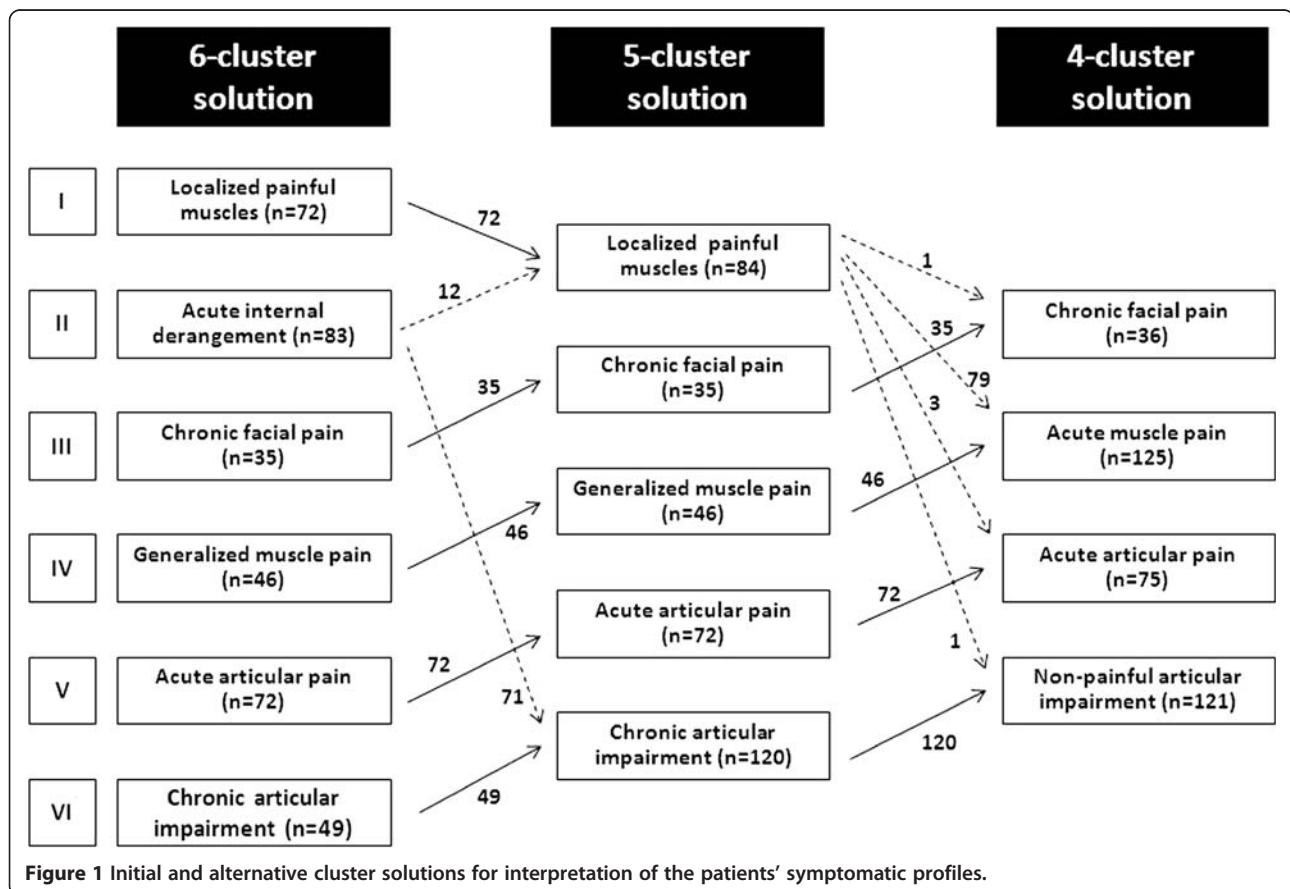 6-cluster
solution
5-cluster
solution
4-cluster
solution
I
Localized painful
muscles (n=72)
72
II
Acute internal
derangement (n=83)
12
71
III
Chronic facial pain
(n=35)
35
IV
Generalized muscle pain
(n=46)
46
V
Acute articular pain
(n=72)
72
VI
Chronic articular
impairment (n=49)
49
Localized painful
muscles (n=84)
1
79
3
1
Chronic facial pain
(n=35)
35
Generalized muscle pain
(n=46)
46
Acute articular pain
(n=72)
72
Chronic articular
impairment (n=120)
120
Chronic facial pain
(n=36)
Acute muscle pain
(n=125)
Acute articular pain
(n=75)
Non-painful articular
impairment (n=121)
Figure 1 Initial and alternative cluster solutions for interpretation of the patients' symptomatic profiles.